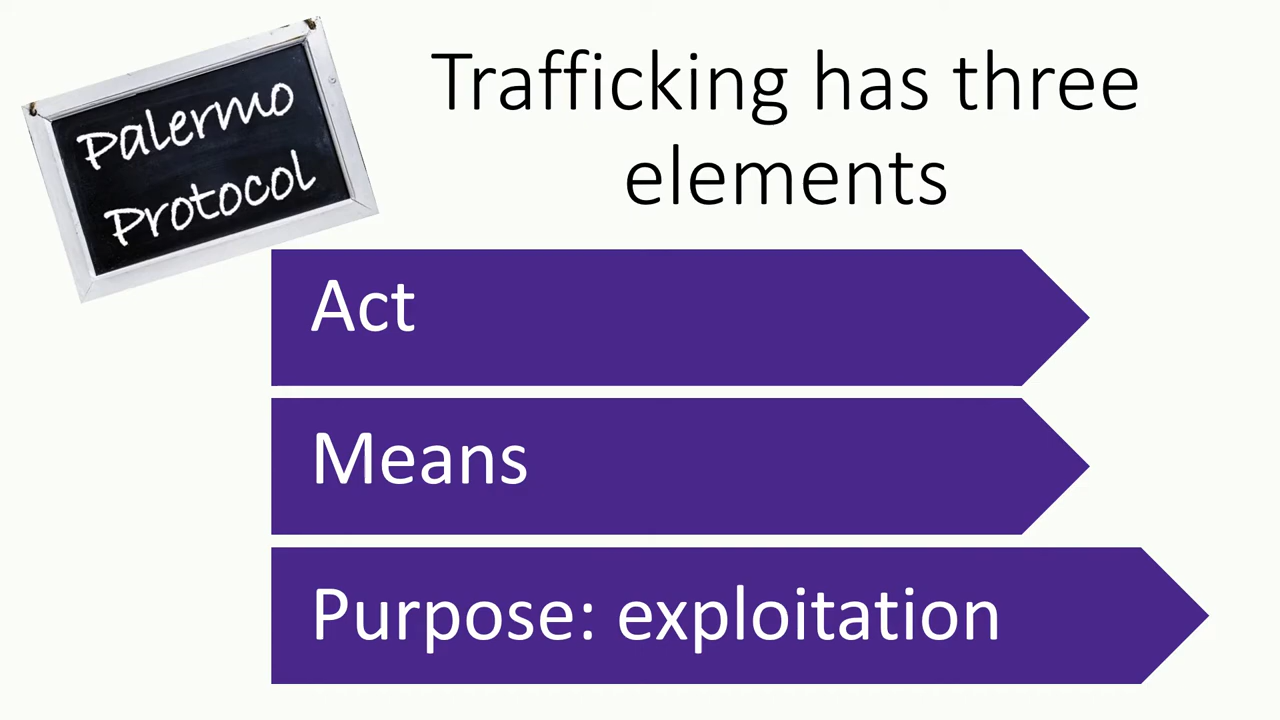 Palermo
Protocol
Trafficking has three
elements
Act
Means
Purpose: exploitation